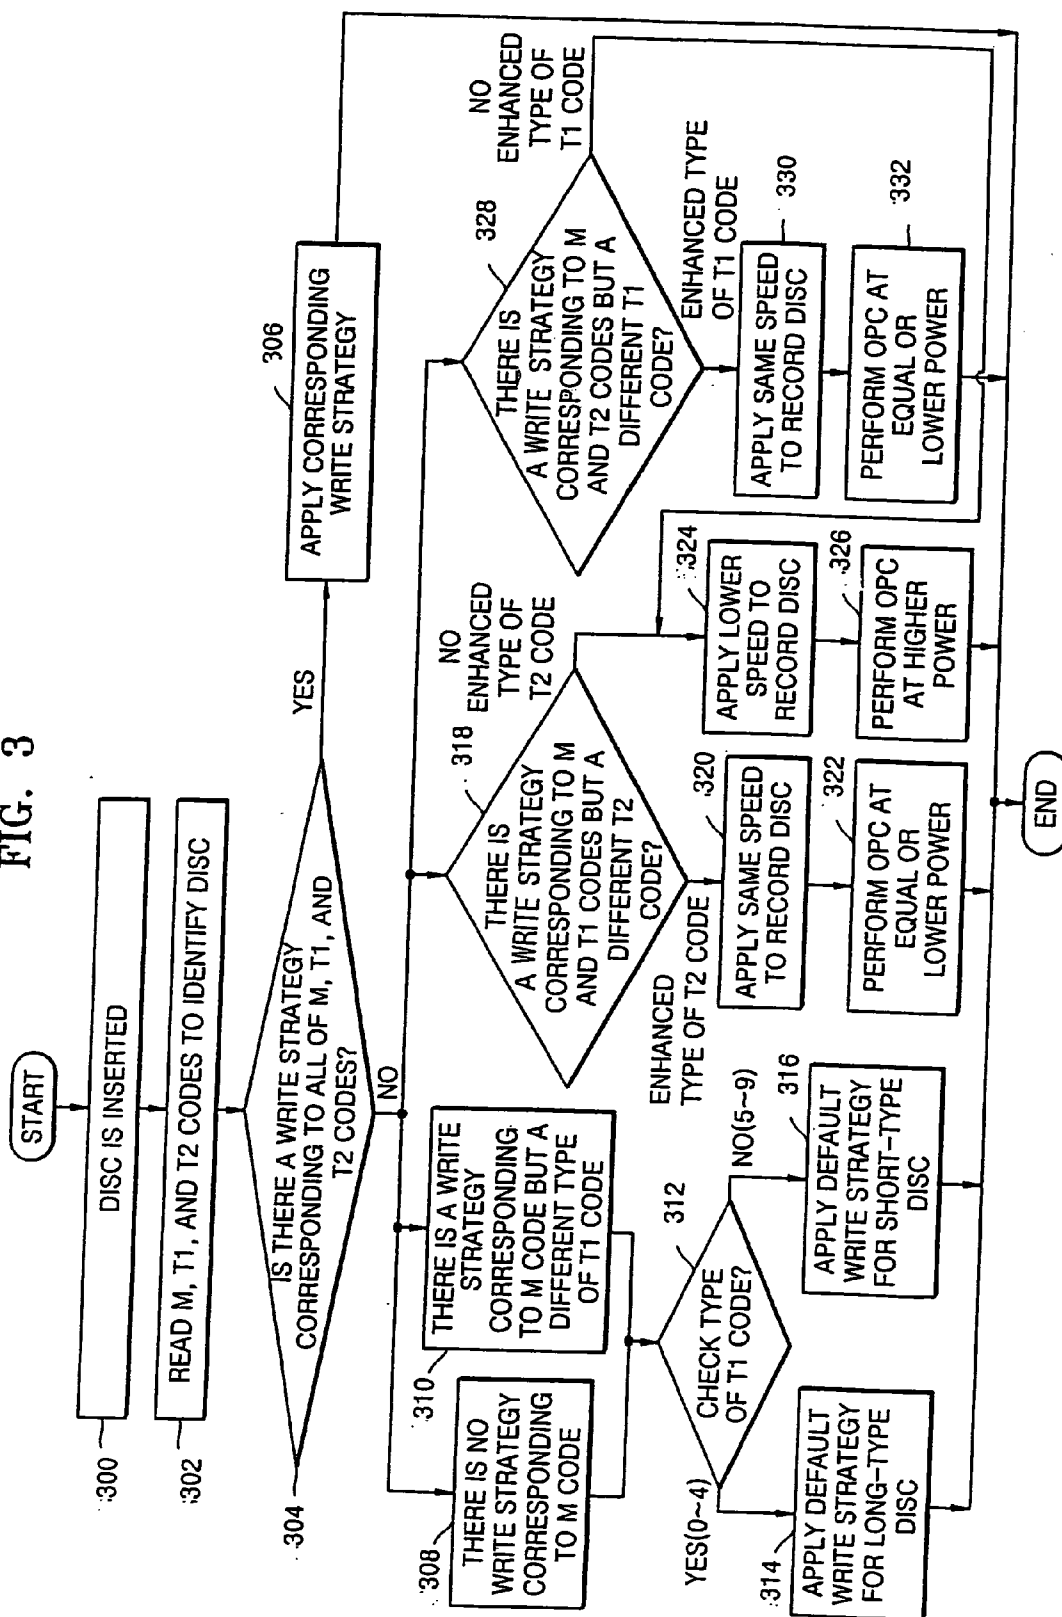 FIG. 3
START
DISC IS INSERTED
300
READ M, T1, AND T2 CODES TO IDENTIFY DISC
302
IS THERE A WRITE STRATEGY
CORRESPONDING TO ALL OF M, T1, AND
T2 CODES?
304
YES
NO
APPLY CORRESPONDING
WRITE STRATEGY
306
THERE IS NO
WRITE STRATEGY
CORRESPONDING
TO M CODE
308
THERE IS A WRITE
STRATEGY
CORRESPONDING
TO M CODE BUT A
DIFFERENT TYPE
OF T1 CODE
310
CHECK TYPE
OF T1 CODE?
312
YES(0~4)
NO(5~9)
APPLY DEFAULT
WRITE STRATEGY
FOR LONG-TYPE
DISC
314
APPLY DEFAULT
WRITE STRATEGY
FOR SHORT-TYPE
DISC
316
THERE IS
A WRITE STRATEGY
CORRESPONDING TO M
AND T1 CODES BUT A
DIFFERENT T2
CODE?
318
NO
ENHANCED
TYPE OF
T2 CODE
ENHANCED
TYPE OF T2 CODE
APPLY SAME SPEED
TO RECORD DISC
320
PERFORM OPC AT
EQUAL OR
LOWER POWER
322
APPLY LOWER
SPEED TO
RECORD DISC
324
PERFORM OPC
AT HIGHER
POWER
326
THERE IS
A WRITE STRATEGY
CORRESPONDING TO M
AND T2 CODES BUT A
DIFFERENT T1
CODE?
328
NO
ENHANCED
TYPE OF
T1 CODE
ENHANCED TYPE
OF T1 CODE
APPLY SAME SPEED
TO RECORD DISC
330
PERFORM OPC AT
EQUAL OR
LOWER POWER
332
END